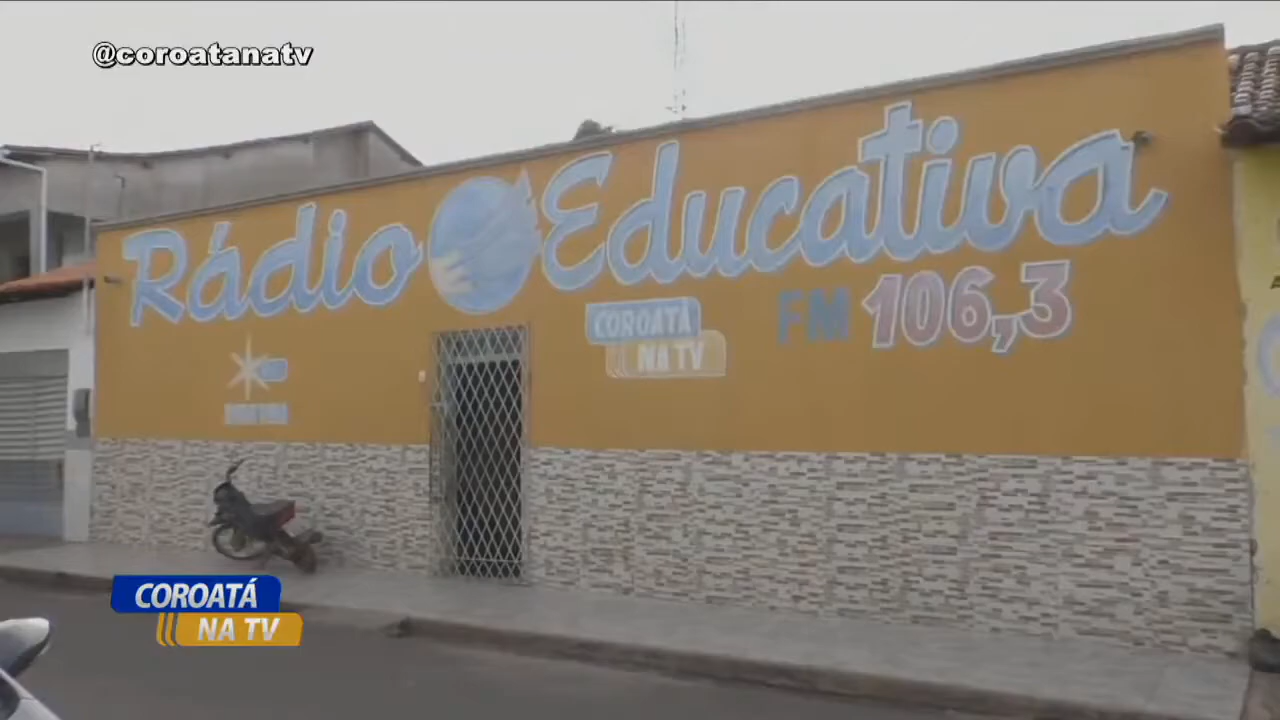 @coroatanatv
Rádio Educativa
FM 106,3
COROATÁ
NA TV
COROATÁ
NA TV